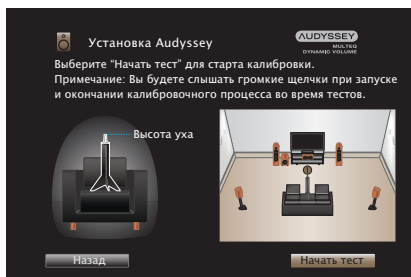 Установка Audyssey
AUDYSSEY
MULTEQ
DYNAMIC VOLUME
Выберите “Начать тест” для старта калибровки.
Примечание: Вы будете слышать громкие щелчки при запуске
и окончании калибровочного процесса во время тестов.
Высота уха
Назад
Начать тест